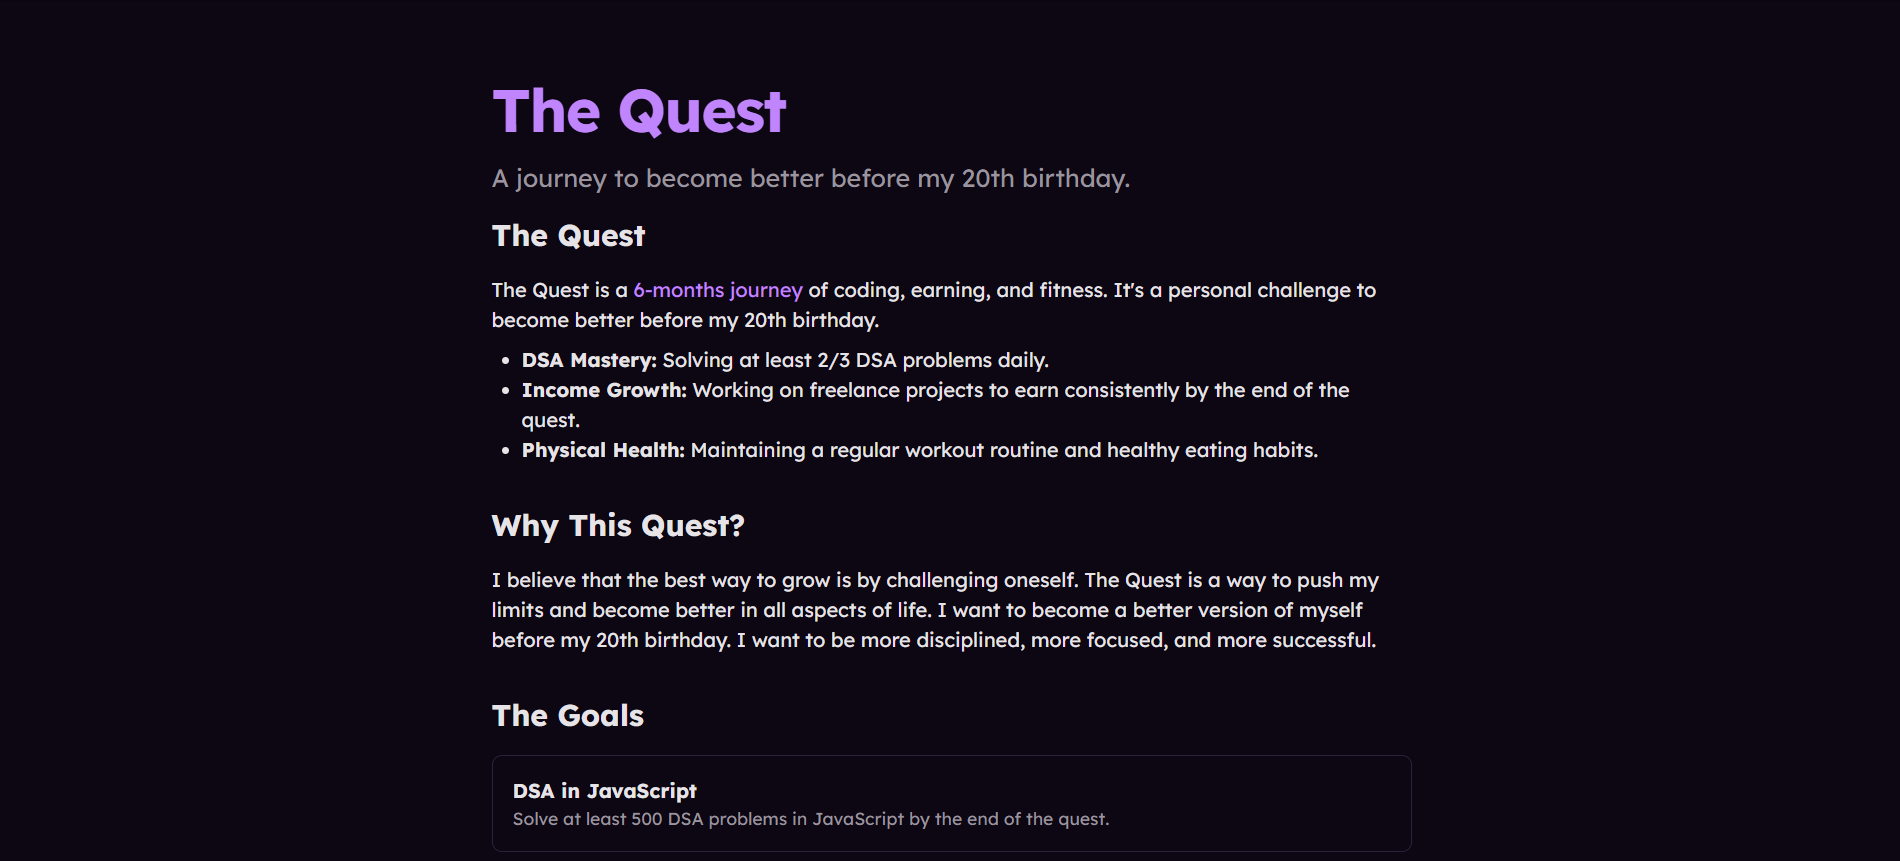 The Quest
A journey to become better before my 20th birthday.
The Quest
The Quest is a 6-months journey of coding, earning, and fitness. It's a personal challenge to
become better before my 20th birthday.
• DSA Mastery: Solving at least 2/3 DSA problems daily.
• Income Growth: Working on freelance projects to earn consistently by the end of the
quest.
• Physical Health: Maintaining a regular workout routine and healthy eating habits.
Why This Quest?
I believe that the best way to grow is by challenging oneself. The Quest is a way to push my
limits and become better in all aspects of life. I want to become a better version of myself
before my 20th birthday. I want to be more disciplined, more focused, and more successful.
The Goals
DSA in JavaScript
Solve at least 500 DSA problems in JavaScript by the end of the quest.